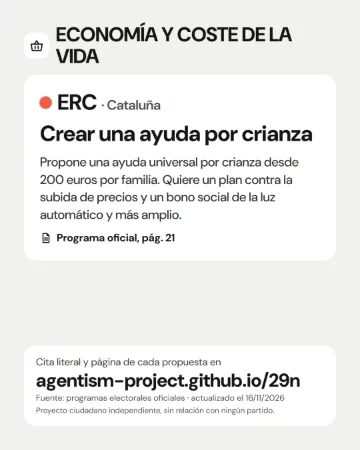 ECONOMÍA Y COSTE DE LA
VIDA
ERC · Cataluña
Crear una ayuda por crianza
Propone una ayuda universal por crianza desde
200 euros por familia. Quiere un plan contra la
subida de precios y un bono social de la luz
automático y más amplio.
Programa oficial, pág. 21
Cita literal y página de cada propuesta en
agentism-project.github.io/29n
Fuente: programas electorales oficiales · actualizado el 16/11/2026
Proyecto ciudadano independiente, sin relación con ningún partido.